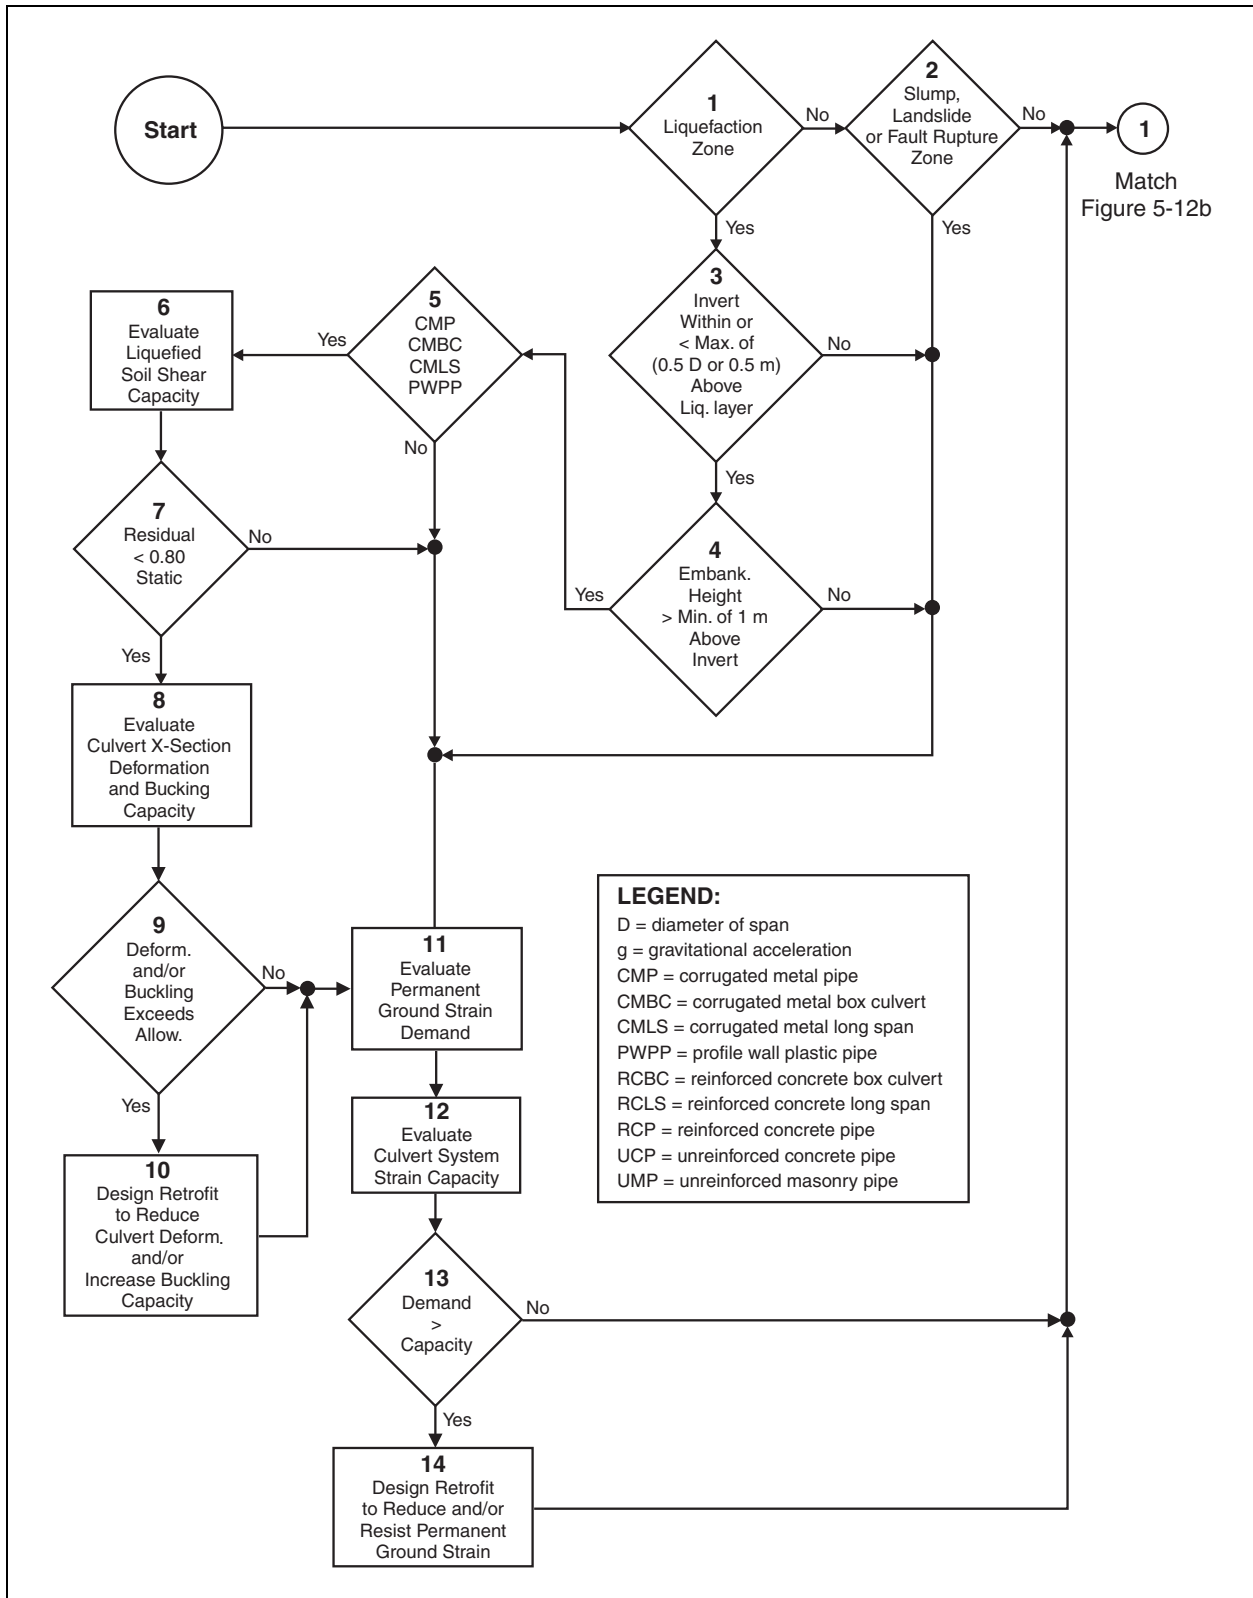 Start
1
Liquefaction
Zone
No
2
Slump,
Landslide
or Fault Rupture
Zone
No
1
Match
Figure 5-12b
Yes
Yes
3
Invert
Within or
< Max. of
(0.5 D or 0.5 m)
Above
Liq. layer
No
Yes
4
Embank.
Height
> Min. of 1 m
Above
Invert
No
Yes
5
CMP
CMBC
CMLS
PWPP
Yes
No
6
Evaluate
Liquefied
Soil Shear
Capacity
7
Residual
< 0.80
Static
No
Yes
8
Evaluate
Culvert X-Section
Deformation
and Bucking
Capacity
9
Deform.
and/or
Buckling
Exceeds
Allow.
No
Yes
10
Design Retrofit
to Reduce
Culvert Deform.
and/or
Increase Buckling
Capacity
11
Evaluate
Permanent
Ground Strain
Demand
12
Evaluate
Culvert System
Strain Capacity
13
Demand
>
Capacity
No
Yes
14
Design Retrofit
to Reduce and/or
Resist Permanent
Ground Strain
LEGEND:
D = diameter of span
g = gravitational acceleration
CMP = corrugated metal pipe
CMBC = corrugated metal box culvert
CMLS = corrugated metal long span
PWPP = profile wall plastic pipe
RCBC = reinforced concrete box culvert
RCLS = reinforced concrete long span
RCP = reinforced concrete pipe
UCP = unreinforced concrete pipe
UMP = unreinforced masonry pipe